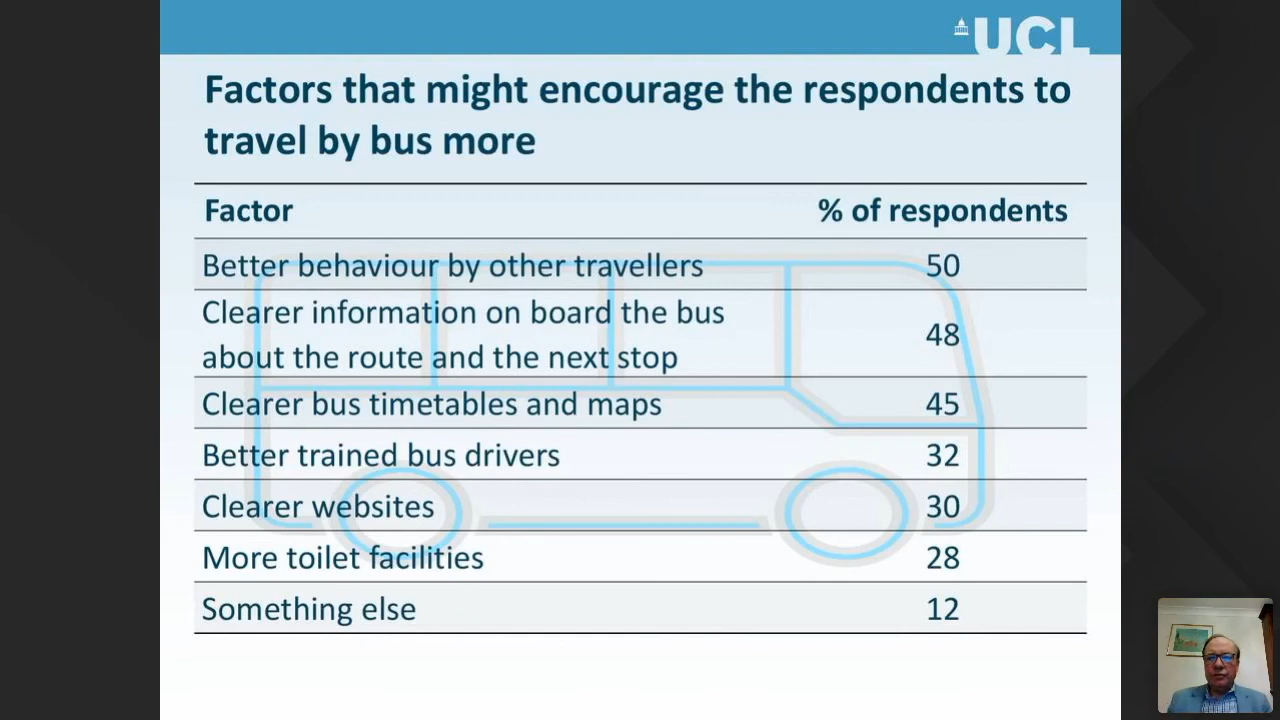 UCL
Factors that might encourage the respondents to
travel by bus more
Factor % of respondents
Better behaviour by other travellers 50
Clearer information on board the bus
about the route and the next stop 48
Clearer bus timetables and maps 45
Better trained bus drivers 32
Clearer websites 30
More toilet facilities 28
Something else 12